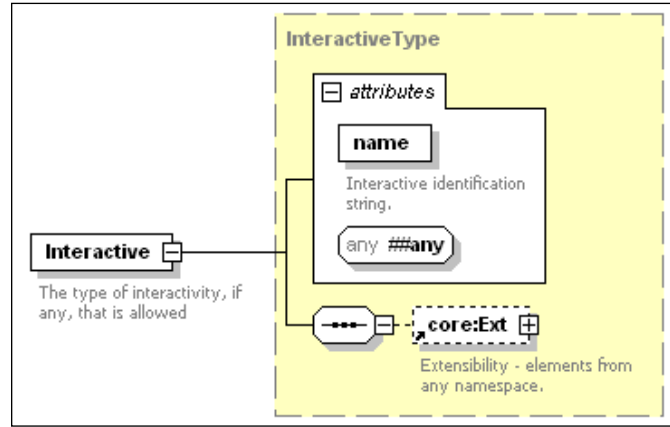 InteractiveType
attributes
name
Interactive identification
string.
any ##any
Interactive
The type of interactivity, if
any, that is allowed
core:Ext
Extensibility - elements from
any namespace.